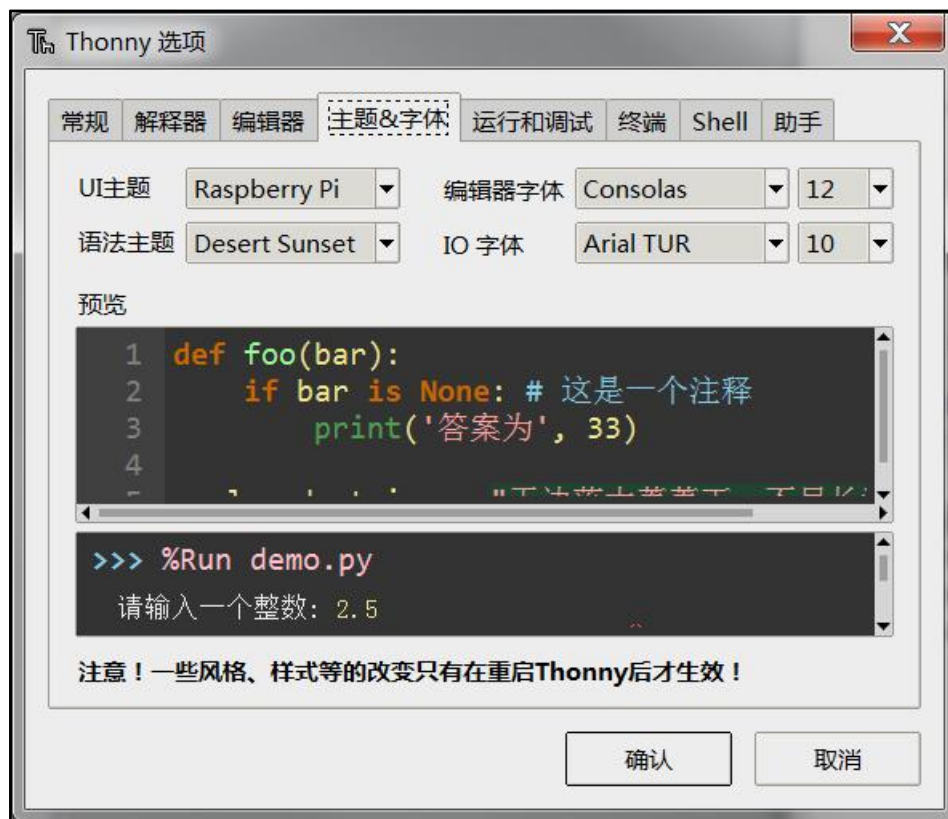 Thonny 选项
X
常规 解释器 编辑器 主题&字体 运行和调试 终端 Shell 助手
UI主题 Raspberry Pi 编辑器字体 Consolas 12
语法主题 Desert Sunset IO 字体 Arial TUR 10
预览
1 def foo(bar):
2 if bar is None: # 这是一个注释
3 print('答案为', 33)
4
>>> %Run demo.py
请输入一个整数: 2.5
注意！一些风格、样式等的改变只有在重启Thonny后才生效！
确认 取消